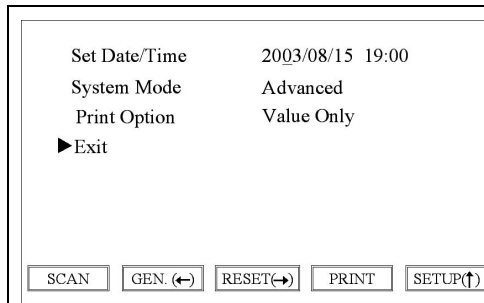 Set Date/Time 2003/08/15 19:00
System Mode Advanced
Print Option Value Only
▶Exit
SCAN GEN. (←) RESET(→) PRINT SETUP(↑)